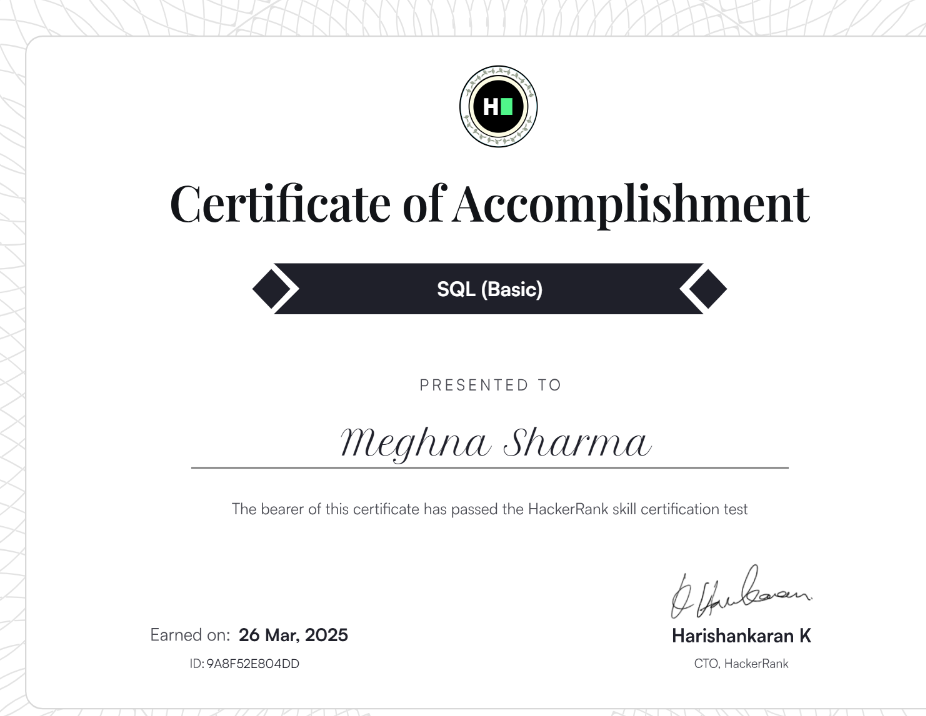 H
Certificate of Accomplishment
SQL (Basic)
PRESENTED TO
Meghna Sharma
The bearer of this certificate has passed the HackerRank skill certification test
Earned on: 26 Mar, 2025
ID: 9A8F52E804DD
Harishankaran K
CTO, HackerRank